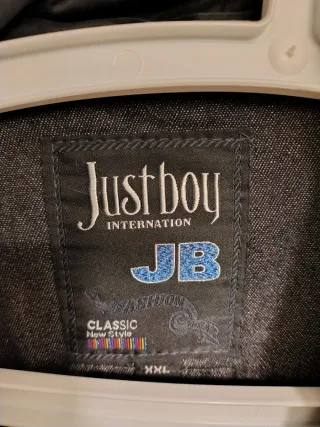 Justboy
INTERNATION
JB
FASHION
CLASSIC
New Style
XXL